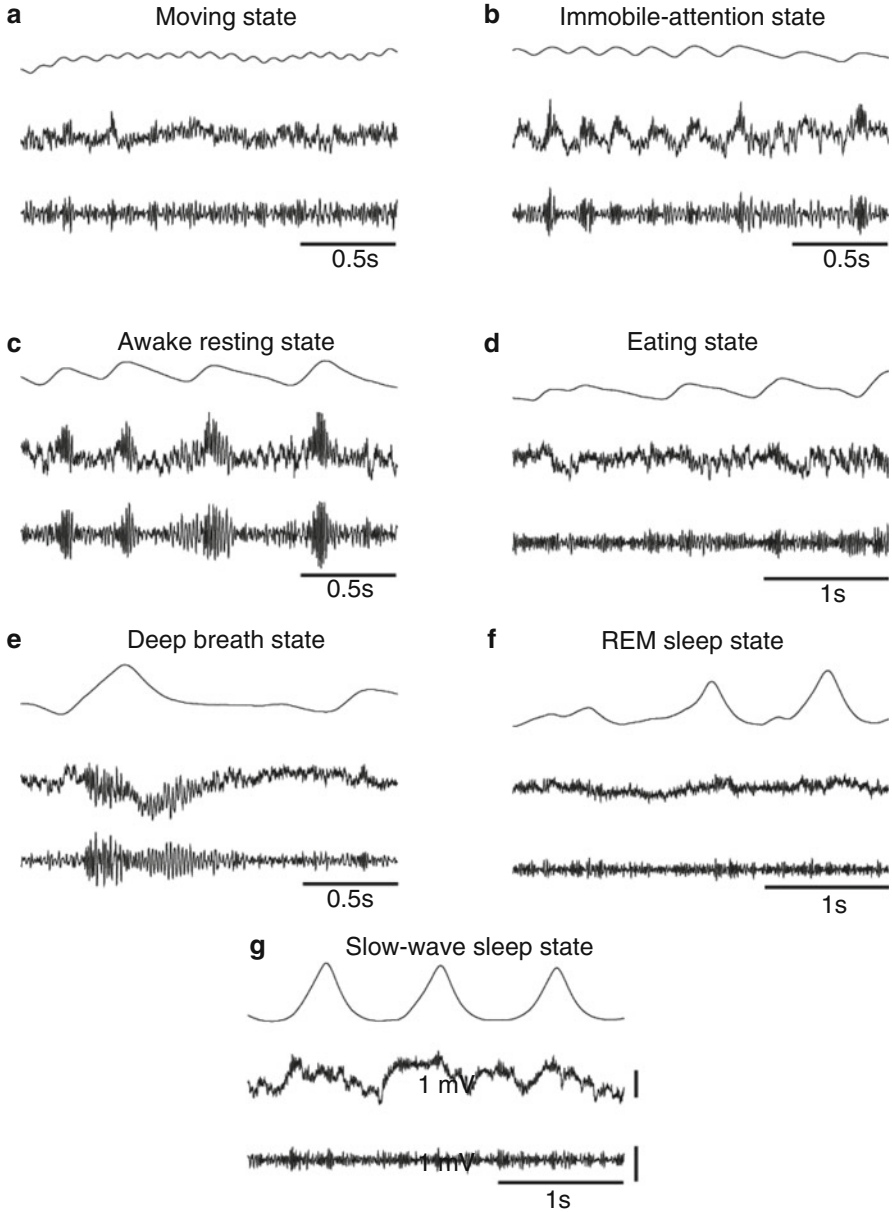 a Moving state
0.5s
b Immobile-attention state
0.5s
c Awake resting state
0.5s
d Eating state
1s
e Deep breath state
0.5s
f REM sleep state
1s
g Slow-wave sleep state
1 mV
1 mV
1s